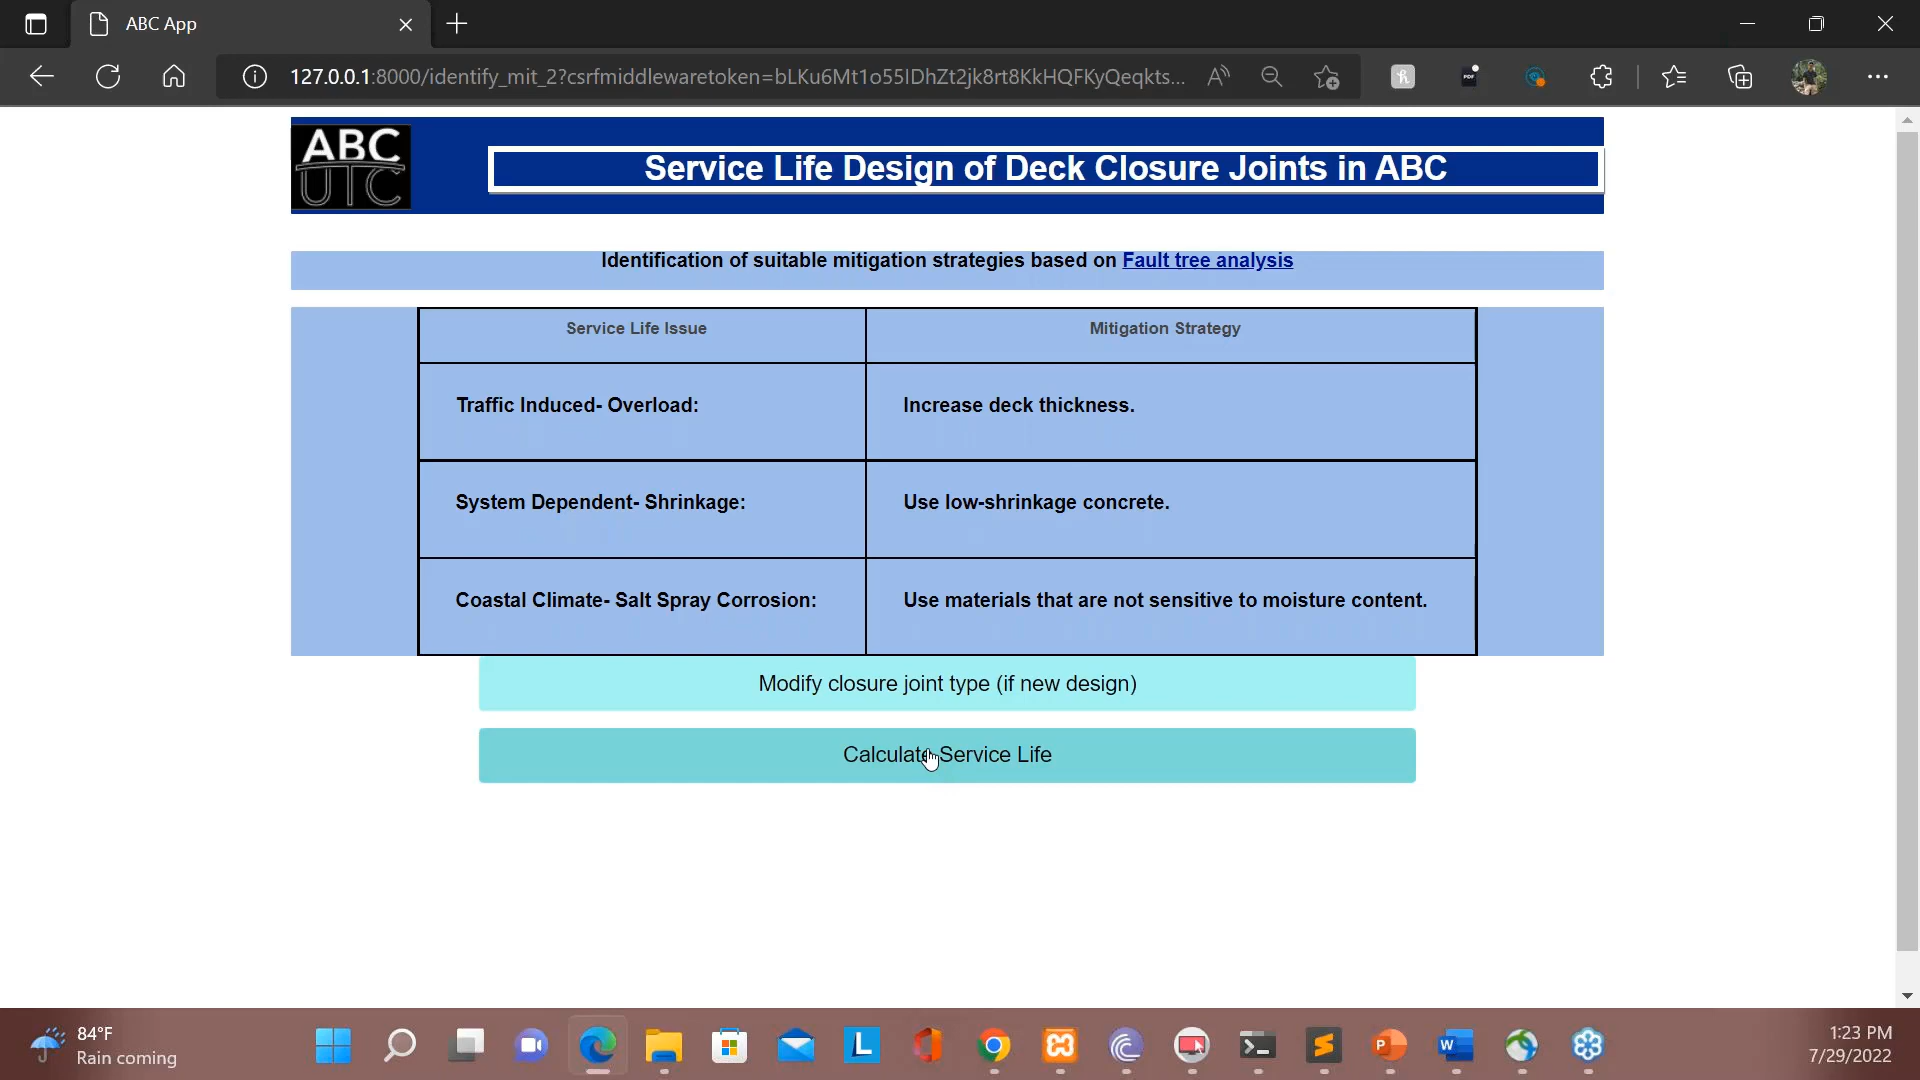 ABC App
127.0.0.1:8000/identify_mit_2?csrfmiddlewaretoken=bLKu6Mt1o55IDhZt2jk8rt8KkHQFKyQeqkts...
ABC
UTC
Service Life Design of Deck Closure Joints in ABC
Identification of suitable mitigation strategies based on Fault tree analysis
Service Life Issue
Mitigation Strategy
Traffic Induced- Overload:
Increase deck thickness.
System Dependent- Shrinkage:
Use low-shrinkage concrete.
Coastal Climate- Salt Spray Corrosion:
Use materials that are not sensitive to moisture content.
Modify closure joint type (if new design)
Calculate Service Life
84°F
Rain coming
1:23 PM
7/29/2022